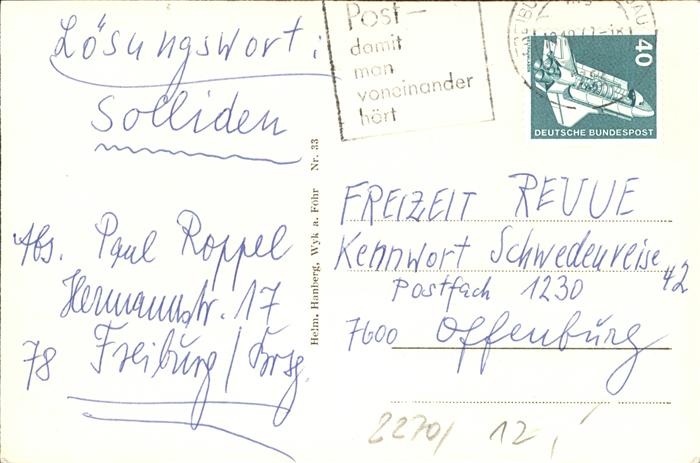 Lösungswort:
Solliden
Abs. Paul Roppel
Hermannstr. 17
78 Freiburg/Brsg.
Helm. Hanberg, Wyk a. Föhr Nr. 33
Post-
damit
man
voneinander
hört
40
DEUTSCHE BUNDESPOST
FREIZEIT REVUE
Kennwort Schwedenreise
42
Postfach 1230
7600 Offenburg
2270/ 12,